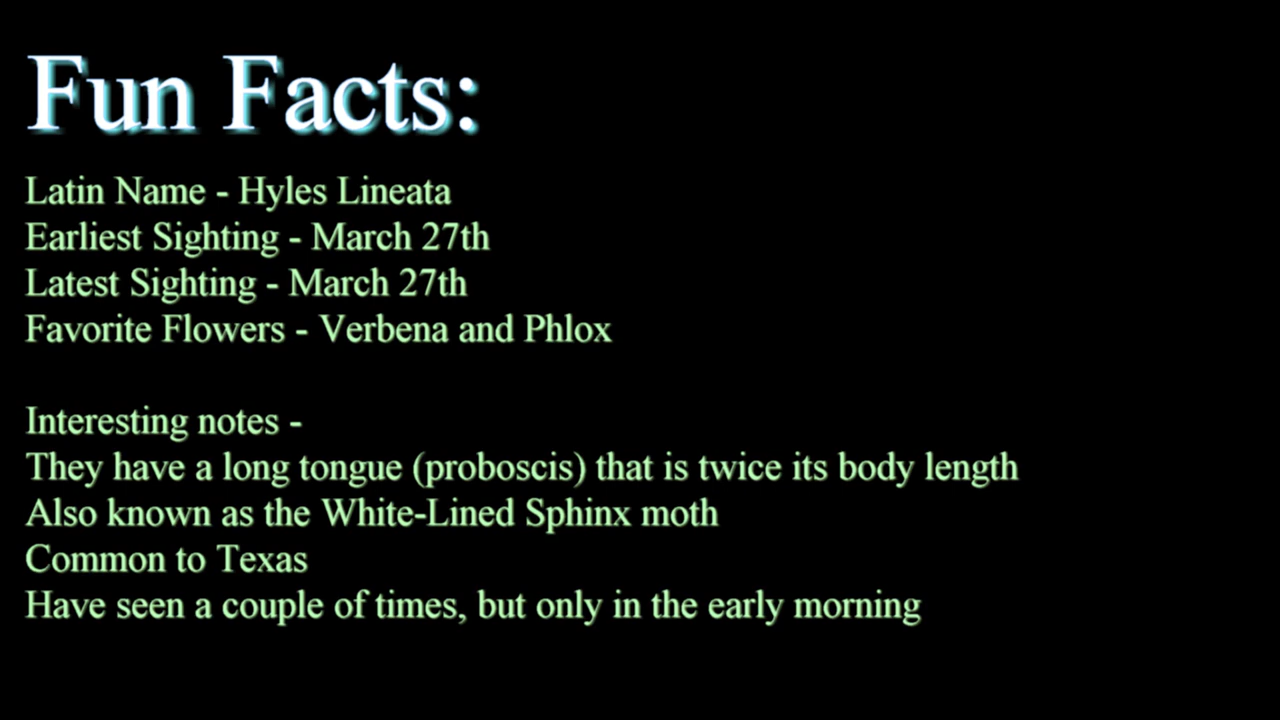 Fun Facts:
Latin Name - Hyles Lineata
Earliest Sighting - March 27th
Latest Sighting - March 27th
Favorite Flowers - Verbena and Phlox
Interesting notes -
They have a long tongue (proboscis) that is twice its body length
Also known as the White-Lined Sphinx moth
Common to Texas
Have seen a couple of times, but only in the early morning